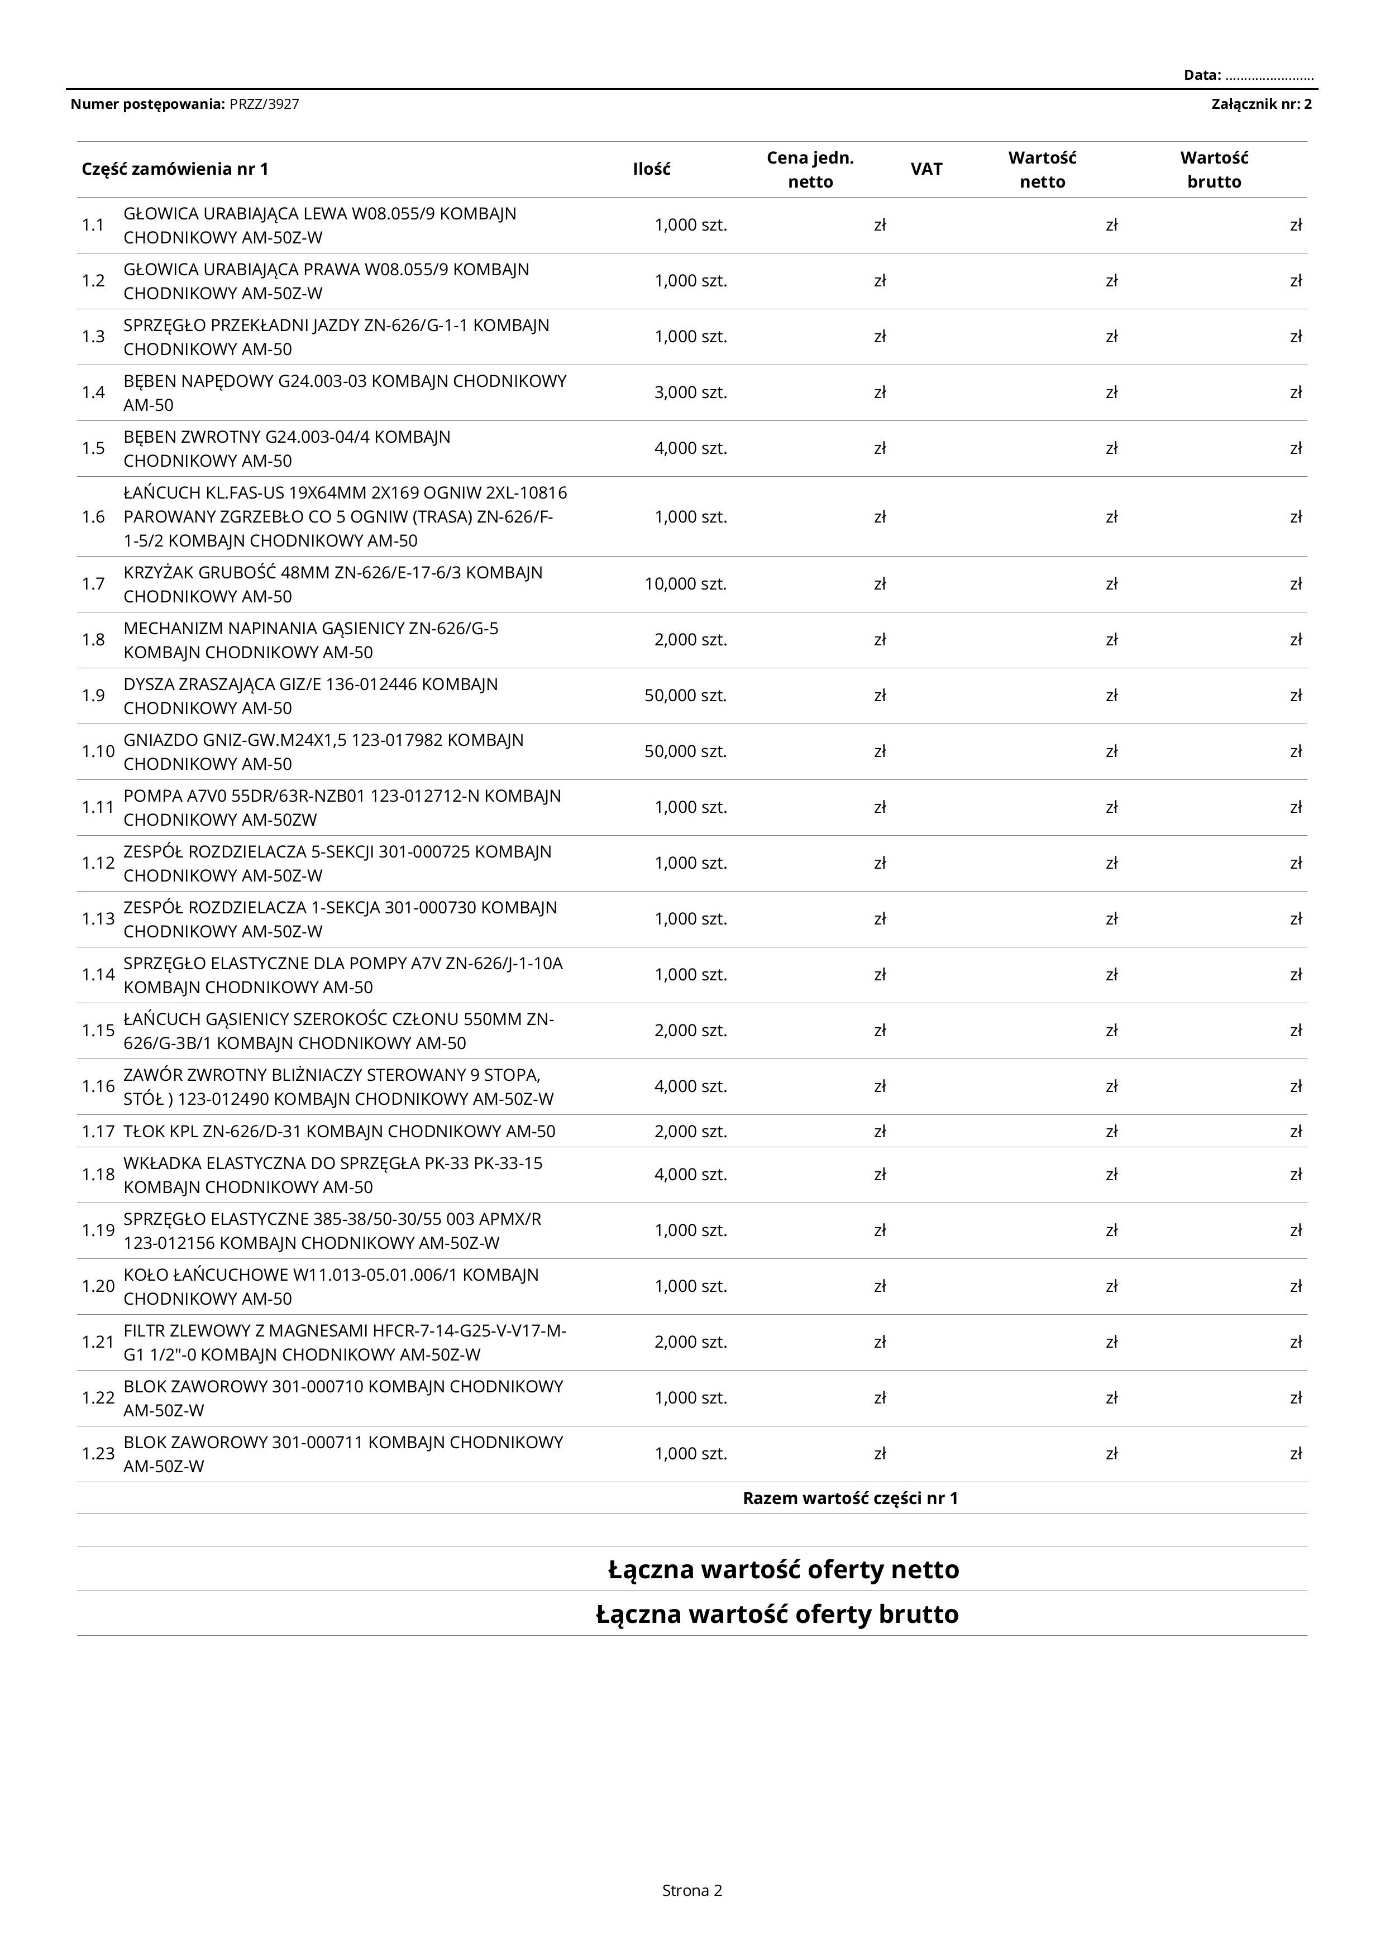 Data: ........................
Numer postępowania: PRZZ/3927
Załącznik nr: 2
Część zamówienia nr 1 Ilość Cena jedn. netto VAT Wartość netto Wartość brutto
1.1 GŁOWICA URABIAJĄCA LEWA W08.055/9 KOMBAJN
CHODNIKOWY AM-50Z-W 1,000 szt. zł zł zł
1.2 GŁOWICA URABIAJĄCA PRAWA W08.055/9 KOMBAJN
CHODNIKOWY AM-50Z-W 1,000 szt. zł zł zł
1.3 SPRZĘGŁO PRZEKŁADNI JAZDY ZN-626/G-1-1 KOMBAJN
CHODNIKOWY AM-50 1,000 szt. zł zł zł
1.4 BĘBEN NAPĘDOWY G24.003-03 KOMBAJN CHODNIKOWY
AM-50 3,000 szt. zł zł zł
1.5 BĘBEN ZWROTNY G24.003-04/4 KOMBAJN
CHODNIKOWY AM-50 4,000 szt. zł zł zł
1.6 ŁAŃCUCH KL.FAS-US 19X64MM 2X169 OGNIW 2XL-10816
PAROWANY ZGRZEBŁO CO 5 OGNIW (TRASA) ZN-626/F-
1-5/2 KOMBAJN CHODNIKOWY AM-50 1,000 szt. zł zł zł
1.7 KRZYŻAK GRUBOŚĆ 48MM ZN-626/E-17-6/3 KOMBAJN
CHODNIKOWY AM-50 10,000 szt. zł zł zł
1.8 MECHANIZM NAPINANIA GĄSIENICY ZN-626/G-5
KOMBAJN CHODNIKOWY AM-50 2,000 szt. zł zł zł
1.9 DYSZA ZRASZAJĄCA GIZ/E 136-012446 KOMBAJN
CHODNIKOWY AM-50 50,000 szt. zł zł zł
1.10 GNIAZDO GNIZ-GW.M24X1,5 123-017982 KOMBAJN
CHODNIKOWY AM-50 50,000 szt. zł zł zł
1.11 POMPA A7V0 55DR/63R-NZB01 123-012712-N KOMBAJN
CHODNIKOWY AM-50ZW 1,000 szt. zł zł zł
1.12 ZESPÓŁ ROZDZIELACZA 5-SEKCJI 301-000725 KOMBAJN
CHODNIKOWY AM-50Z-W 1,000 szt. zł zł zł
1.13 ZESPÓŁ ROZDZIELACZA 1-SEKCJA 301-000730 KOMBAJN
CHODNIKOWY AM-50Z-W 1,000 szt. zł zł zł
1.14 SPRZĘGŁO ELASTYCZNE DLA POMPY A7V ZN-626/J-1-10A
KOMBAJN CHODNIKOWY AM-50 1,000 szt. zł zł zł
1.15 ŁAŃCUCH GĄSIENICY SZEROKOŚC CZŁONU 550MM ZN-
626/G-3B/1 KOMBAJN CHODNIKOWY AM-50 2,000 szt. zł zł zł
1.16 ZAWÓR ZWROTNY BLIŻNIACZY STEROWANY 9 STOPA,
STÓŁ ) 123-012490 KOMBAJN CHODNIKOWY AM-50Z-W 4,000 szt. zł zł zł
1.17 TŁOK KPL ZN-626/D-31 KOMBAJN CHODNIKOWY AM-50 2,000 szt. zł zł zł
1.18 WKŁADKA ELASTYCZNA DO SPRZĘGŁA PK-33 PK-33-15
KOMBAJN CHODNIKOWY AM-50 4,000 szt. zł zł zł
1.19 SPRZĘGŁO ELASTYCZNE 385-38/50-30/55 003 APMX/R
123-012156 KOMBAJN CHODNIKOWY AM-50Z-W 1,000 szt. zł zł zł
1.20 KOŁO ŁAŃCUCHOWE W11.013-05.01.006/1 KOMBAJN
CHODNIKOWY AM-50 1,000 szt. zł zł zł
1.21 FILTR ZLEWOWY Z MAGNESAMI HFCR-7-14-G25-V-V17-M-
G1 1/2"-0 KOMBAJN CHODNIKOWY AM-50Z-W 2,000 szt. zł zł zł
1.22 BLOK ZAWOROWY 301-000710 KOMBAJN CHODNIKOWY
AM-50Z-W 1,000 szt. zł zł zł
1.23 BLOK ZAWOROWY 301-000711 KOMBAJN CHODNIKOWY
AM-50Z-W 1,000 szt. zł zł zł
Razem wartość części nr 1
Łączna wartość oferty netto
Łączna wartość oferty brutto
Strona 2